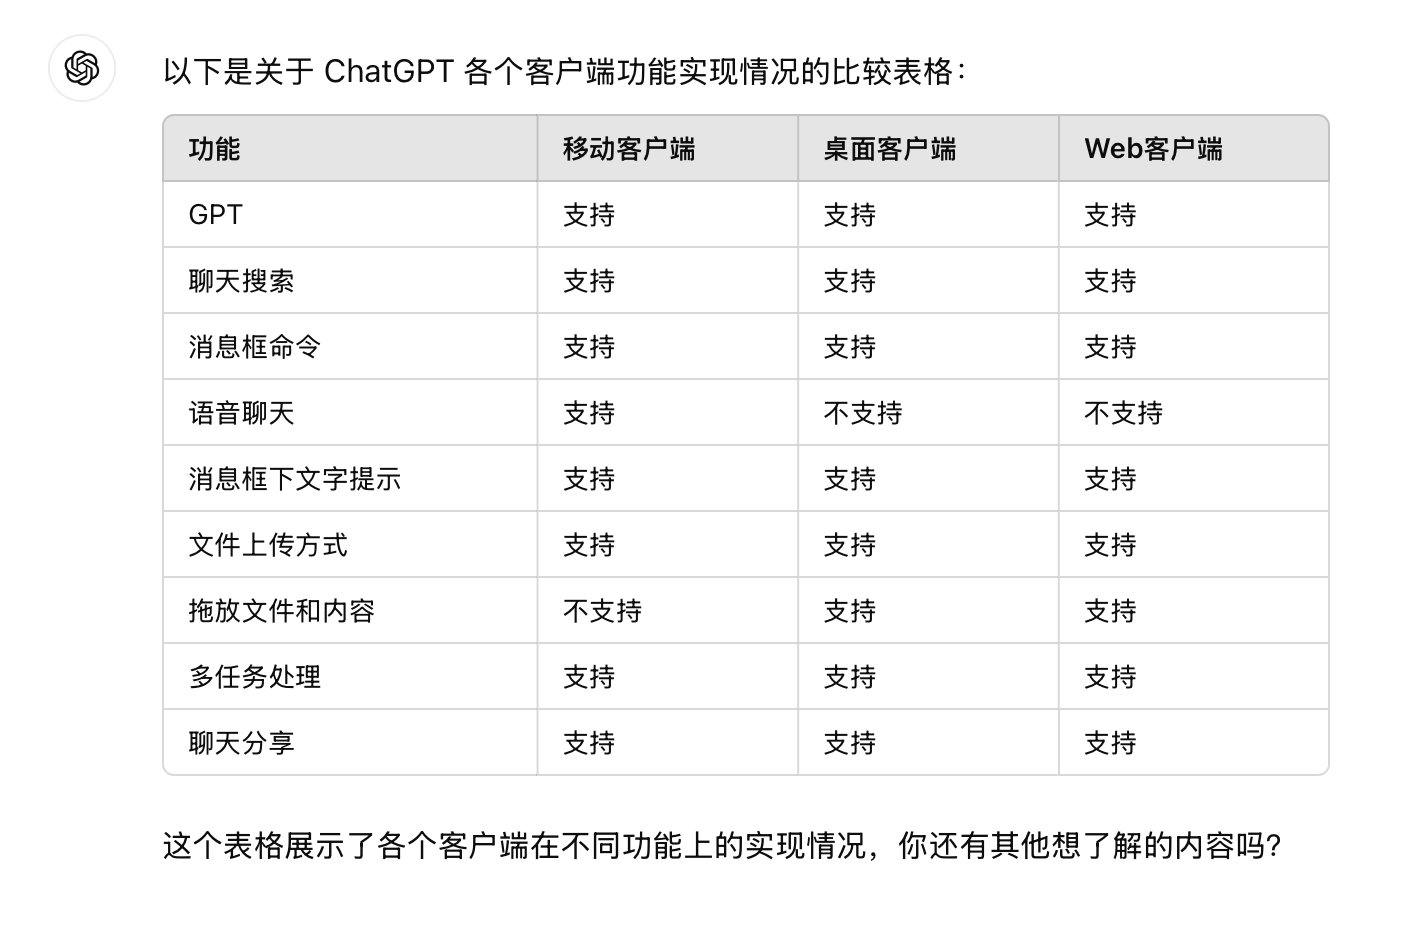 以下是关于 ChatGPT 各个客户端功能实现情况的比较表格：
功能 移动客户端 桌面客户端 Web客户端
GPT 支持 支持 支持
聊天搜索 支持 支持 支持
消息框命令 支持 支持 支持
语音聊天 支持 不支持 不支持
消息框下文字提示 支持 支持 支持
文件上传方式 支持 支持 支持
拖放文件和内容 不支持 支持 支持
多任务处理 支持 支持 支持
聊天分享 支持 支持 支持
这个表格展示了各个客户端在不同功能上的实现情况，你还有其他想了解的内容吗？